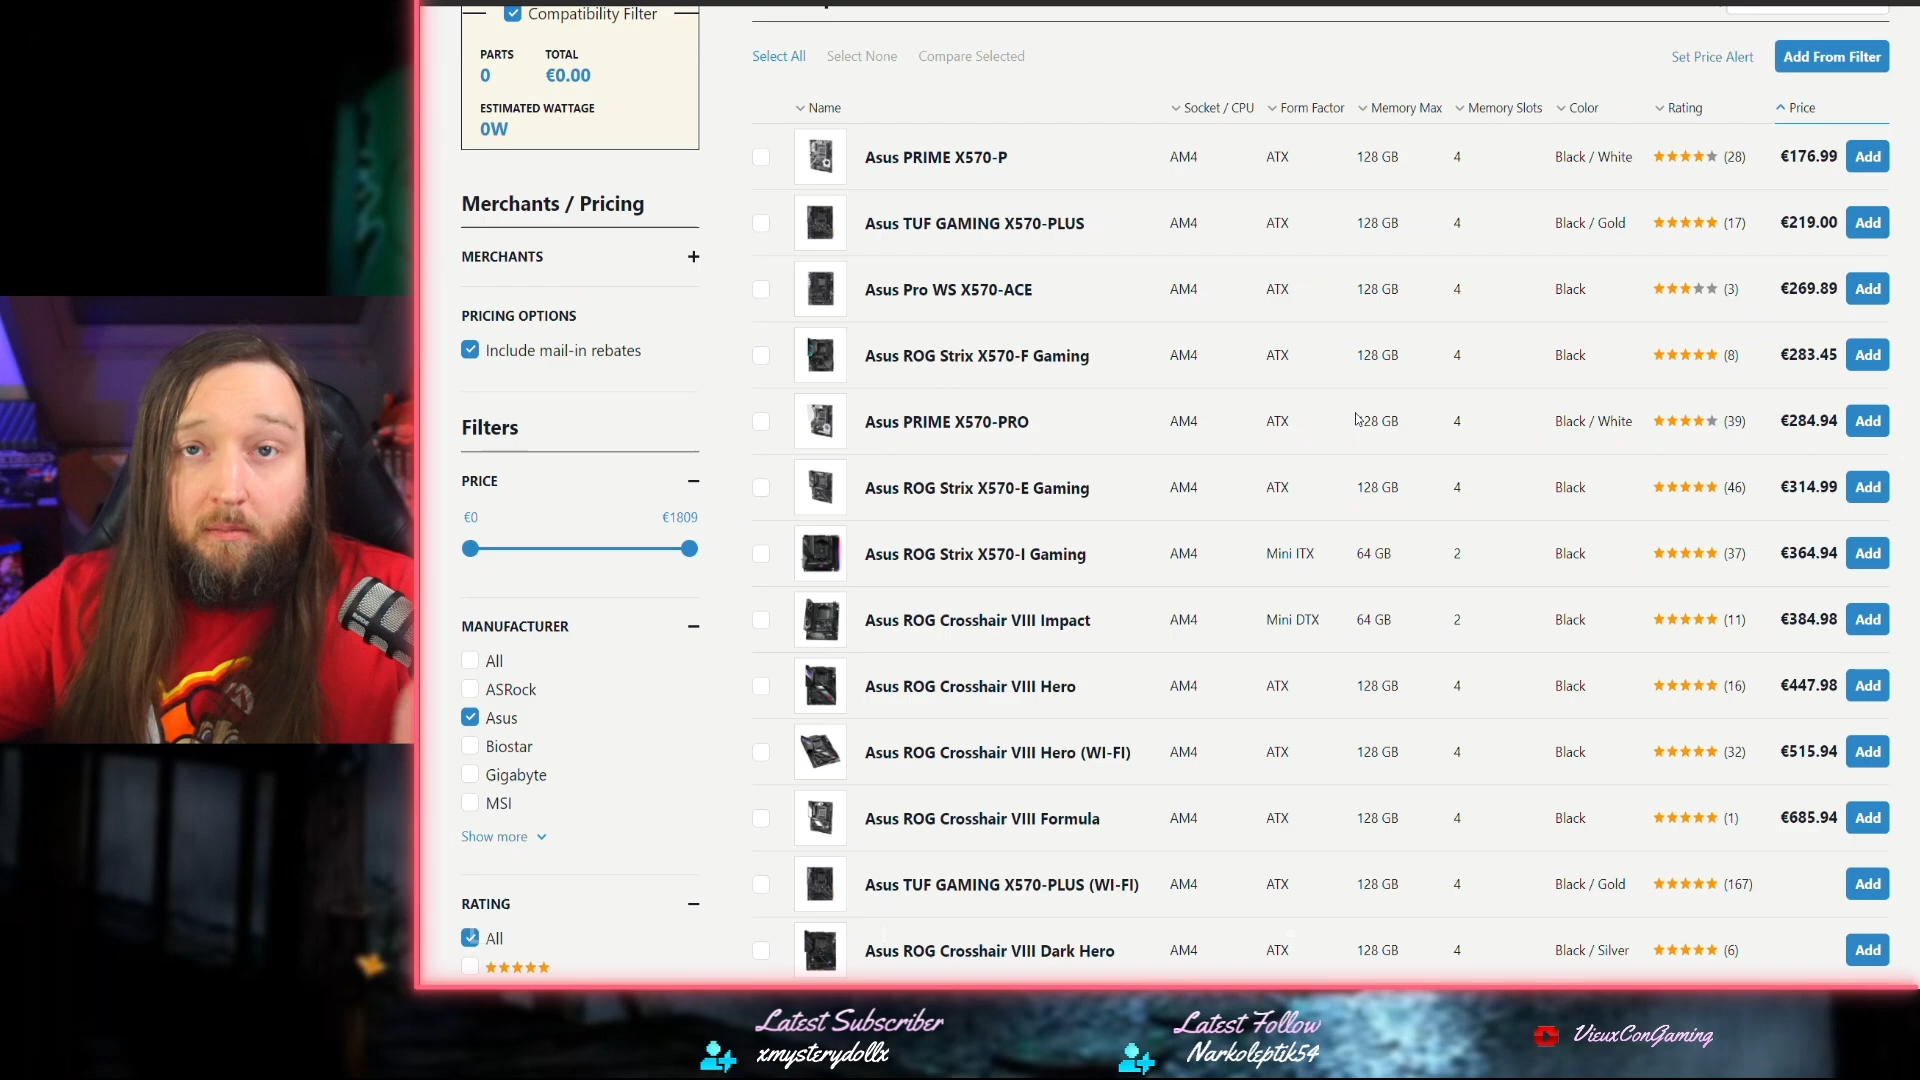 Compatibility Filter
PARTS TOTAL
0 €0.00
ESTIMATED WATTAGE
0W
Merchants / Pricing
MERCHANTS +
PRICING OPTIONS
Include mail-in rebates
Filters
PRICE
€0 €1809
MANUFACTURER
All
ASRock
Asus
Biostar
Gigabyte
MSI
Show more
RATING
All
Select All Select None Compare Selected Set Price Alert Add From Filter
Name Socket / CPU Form Factor Memory Max Memory Slots Color Rating Price
Asus PRIME X570-P AM4 ATX 128 GB 4 Black / White (28) €176.99 Add
Asus TUF GAMING X570-PLUS AM4 ATX 128 GB 4 Black / Gold (17) €219.00 Add
Asus Pro WS X570-ACE AM4 ATX 128 GB 4 Black (3) €269.89 Add
Asus ROG Strix X570-F Gaming AM4 ATX 128 GB 4 Black (8) €283.45 Add
Asus PRIME X570-PRO AM4 ATX 128 GB 4 Black / White (39) €284.94 Add
Asus ROG Strix X570-E Gaming AM4 ATX 128 GB 4 Black (46) €314.99 Add
Asus ROG Strix X570-I Gaming AM4 Mini ITX 64 GB 2 Black (37) €364.94 Add
Asus ROG Crosshair VIII Impact AM4 Mini DTX 64 GB 2 Black (11) €384.98 Add
Asus ROG Crosshair VIII Hero AM4 ATX 128 GB 4 Black (16) €447.98 Add
Asus ROG Crosshair VIII Hero (WI-FI) AM4 ATX 128 GB 4 Black (32) €515.94 Add
Asus ROG Crosshair VIII Formula AM4 ATX 128 GB 4 Black (1) €685.94 Add
Asus TUF GAMING X570-PLUS (WI-FI) AM4 ATX 128 GB 4 Black / Gold (167) Add
Asus ROG Crosshair VIII Dark Hero AM4 ATX 128 GB 4 Black / Silver (6) Add
Latest Subscriber
xmysterydollx
Latest Follow
Narkoleptik54
VieuxConGaming